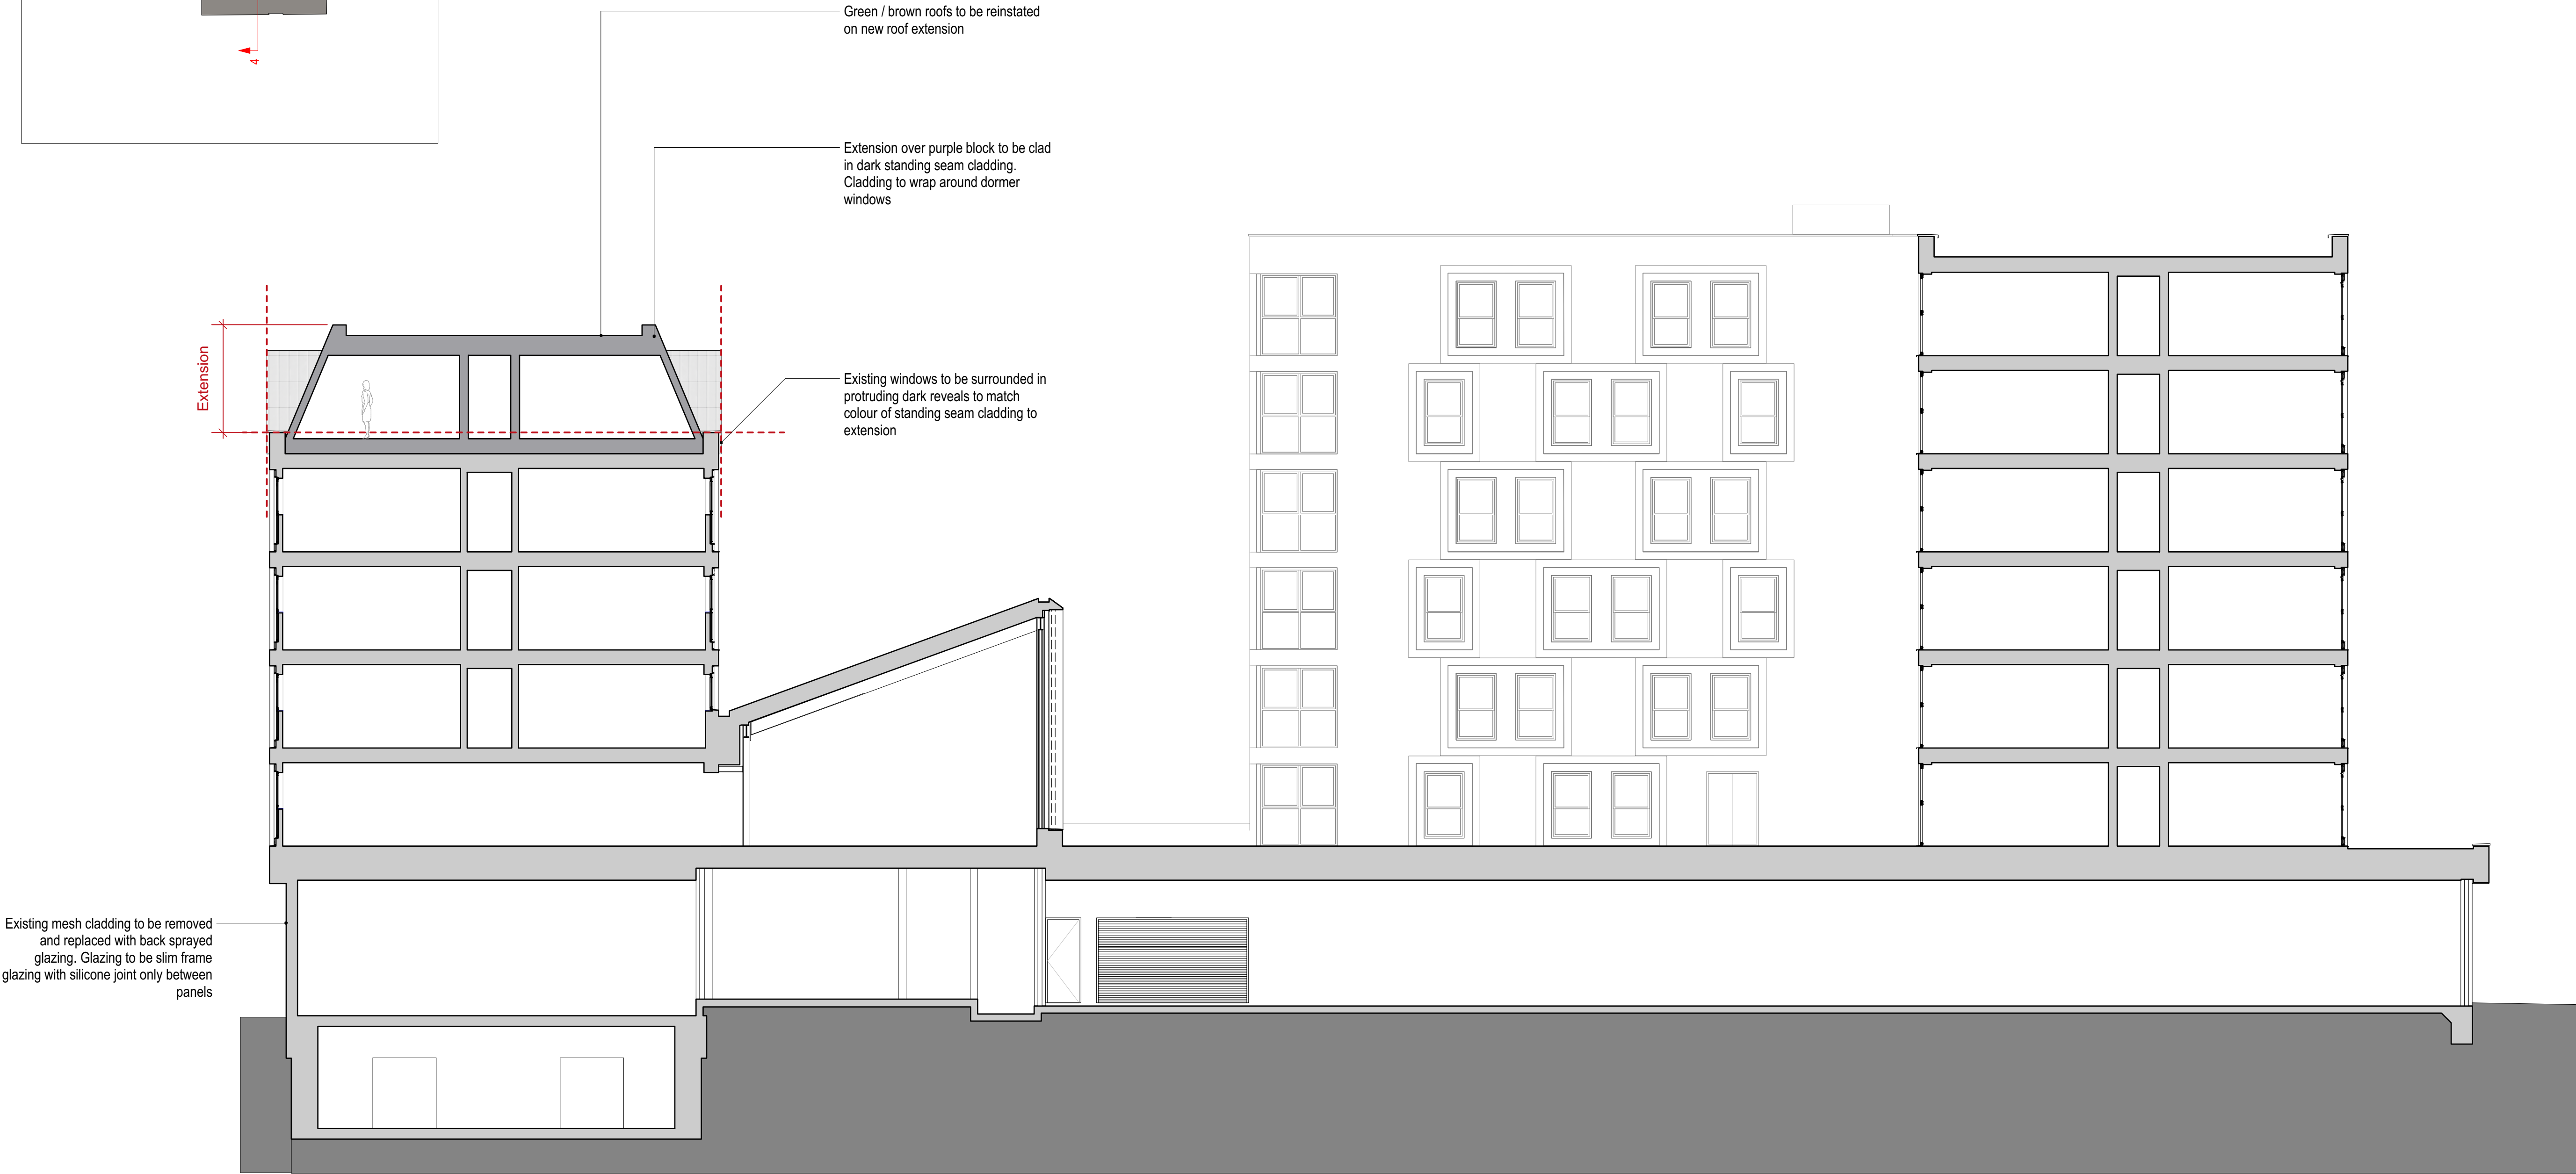 Green / brown roofs to be reinstated
on new roof extension
4
Extension over purple block to be clad
in dark standing seam cladding.
Cladding to wrap around dormer
windows
Extension
Existing windows to be surrounded in
protruding dark reveals to match
colour of standing seam cladding to
extension
Existing mesh cladding to be removed
and replaced with back sprayed
glazing. Glazing to be slim frame
glazing with silicone joint only between
panels